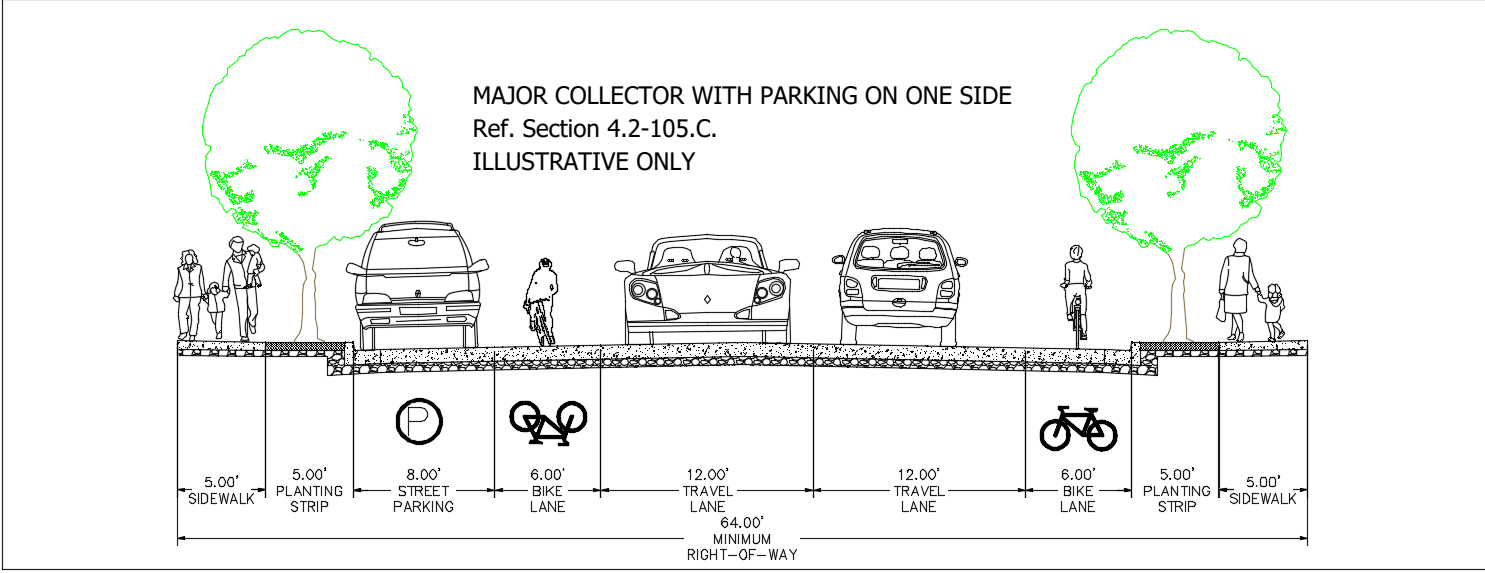 MAJOR COLLECTOR WITH PARKING ON ONE SIDE
Ref. Section 4.2-105.C.
ILLUSTRATIVE ONLY
P
5.00'
SIDEWALK
5.00'
PLANTING
STRIP
8.00'
STREET
PARKING
6.00'
BIKE
LANE
12.00'
TRAVEL
LANE
12.00'
TRAVEL
LANE
6.00'
BIKE
LANE
5.00'
PLANTING
STRIP
5.00'
SIDEWALK
64.00'
MINIMUM
RIGHT-OF-WAY